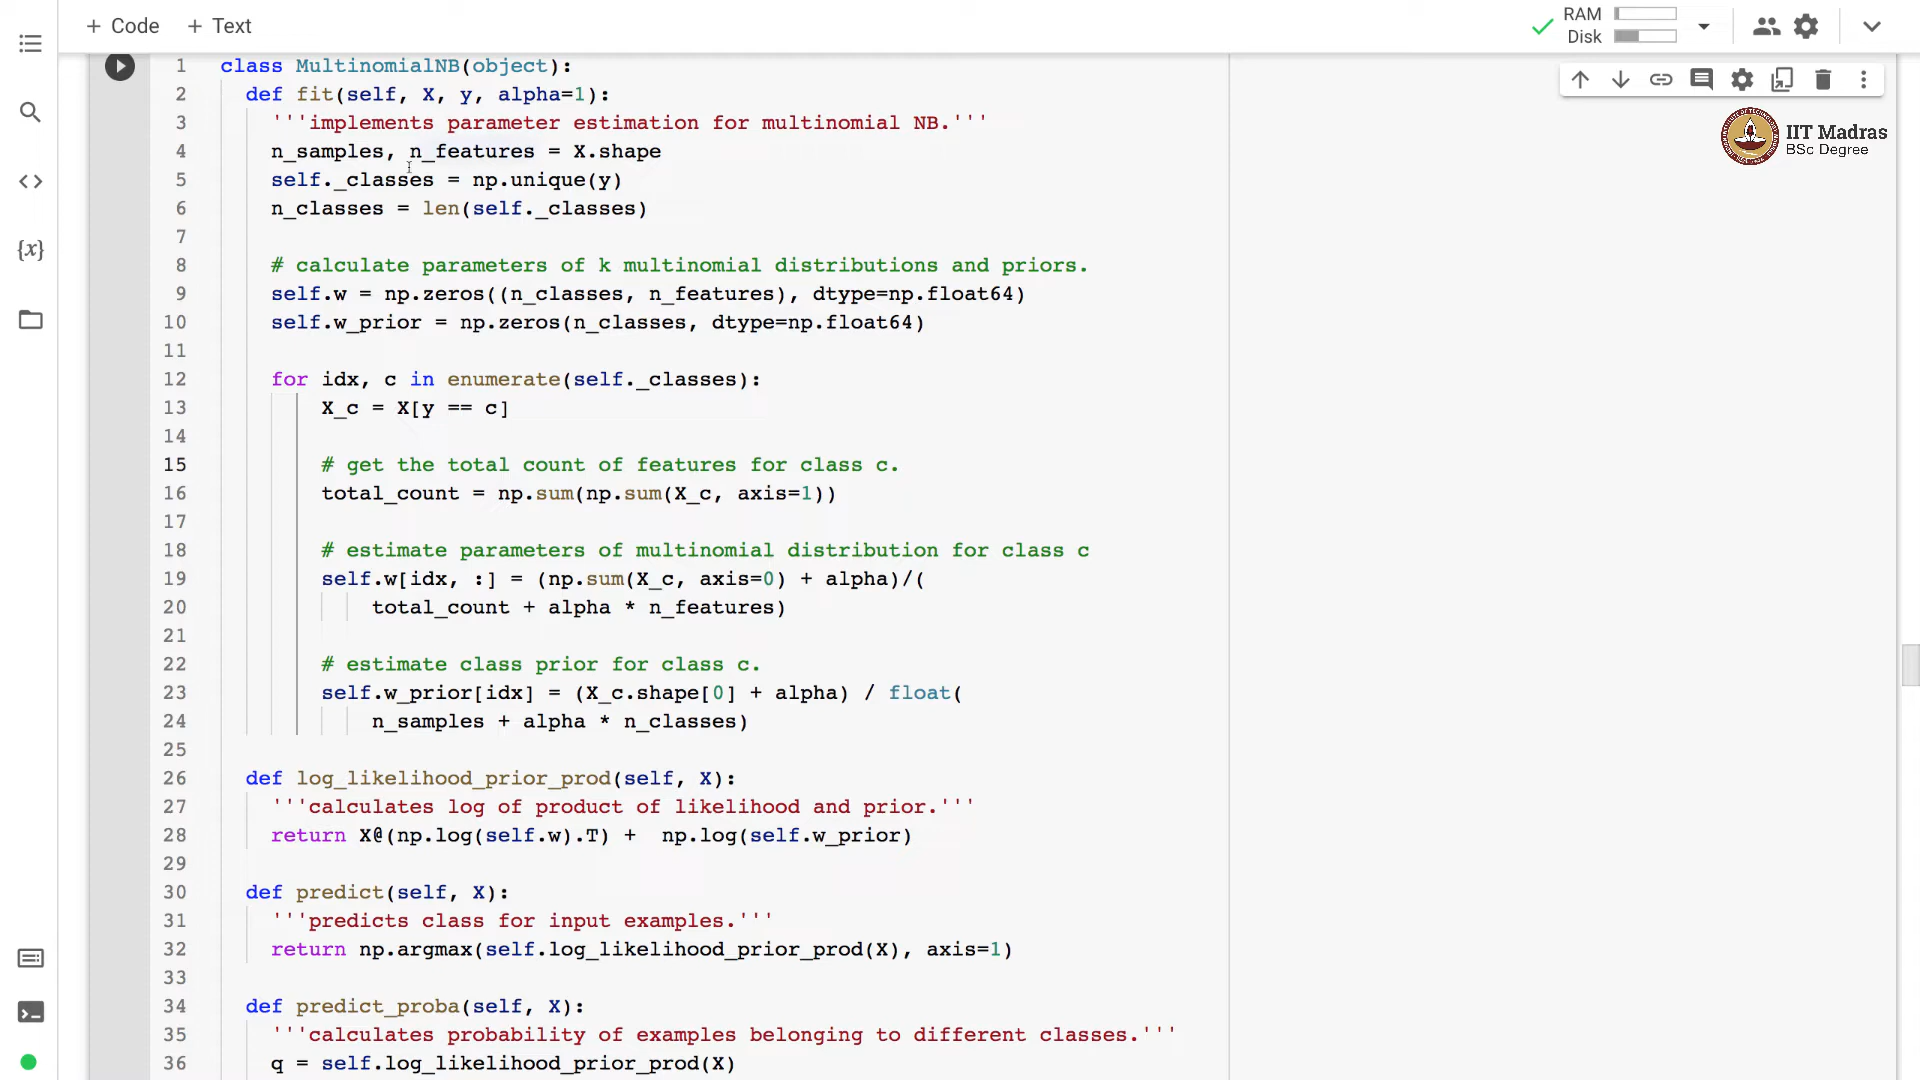 + Code + Text
RAM
Disk
IIT Madras
BSc Degree
{x}
1 class MultinomialNB(object):
2 def fit(self, X, y, alpha=1):
3 '''implements parameter estimation for multinomial NB.'''
4 n_samples, n_features = X.shape
5 self._classes = np.unique(y)
6 n_classes = len(self._classes)
7
8 # calculate parameters of k multinomial distributions and priors.
9 self.w = np.zeros((n_classes, n_features), dtype=np.float64)
10 self.w_prior = np.zeros(n_classes, dtype=np.float64)
11
12 for idx, c in enumerate(self._classes):
13 X_c = X[y == c]
14
15 # get the total count of features for class c.
16 total_count = np.sum(np.sum(X_c, axis=1))
17
18 # estimate parameters of multinomial distribution for class c
19 self.w[idx, :] = (np.sum(X_c, axis=0) + alpha)/(
20 total_count + alpha * n_features)
21
22 # estimate class prior for class c.
23 self.w_prior[idx] = (X_c.shape[0] + alpha) / float(
24 n_samples + alpha * n_classes)
25
26 def log_likelihood_prior_prod(self, X):
27 '''calculates log of product of likelihood and prior.'''
28 return X@(np.log(self.w).T) + np.log(self.w_prior)
29
30 def predict(self, X):
31 '''predicts class for input examples.'''
32 return np.argmax(self.log_likelihood_prior_prod(X), axis=1)
33
34 def predict_proba(self, X):
35 '''calculates probability of examples belonging to different classes.'''
36 q = self.log_likelihood_prior_prod(X)